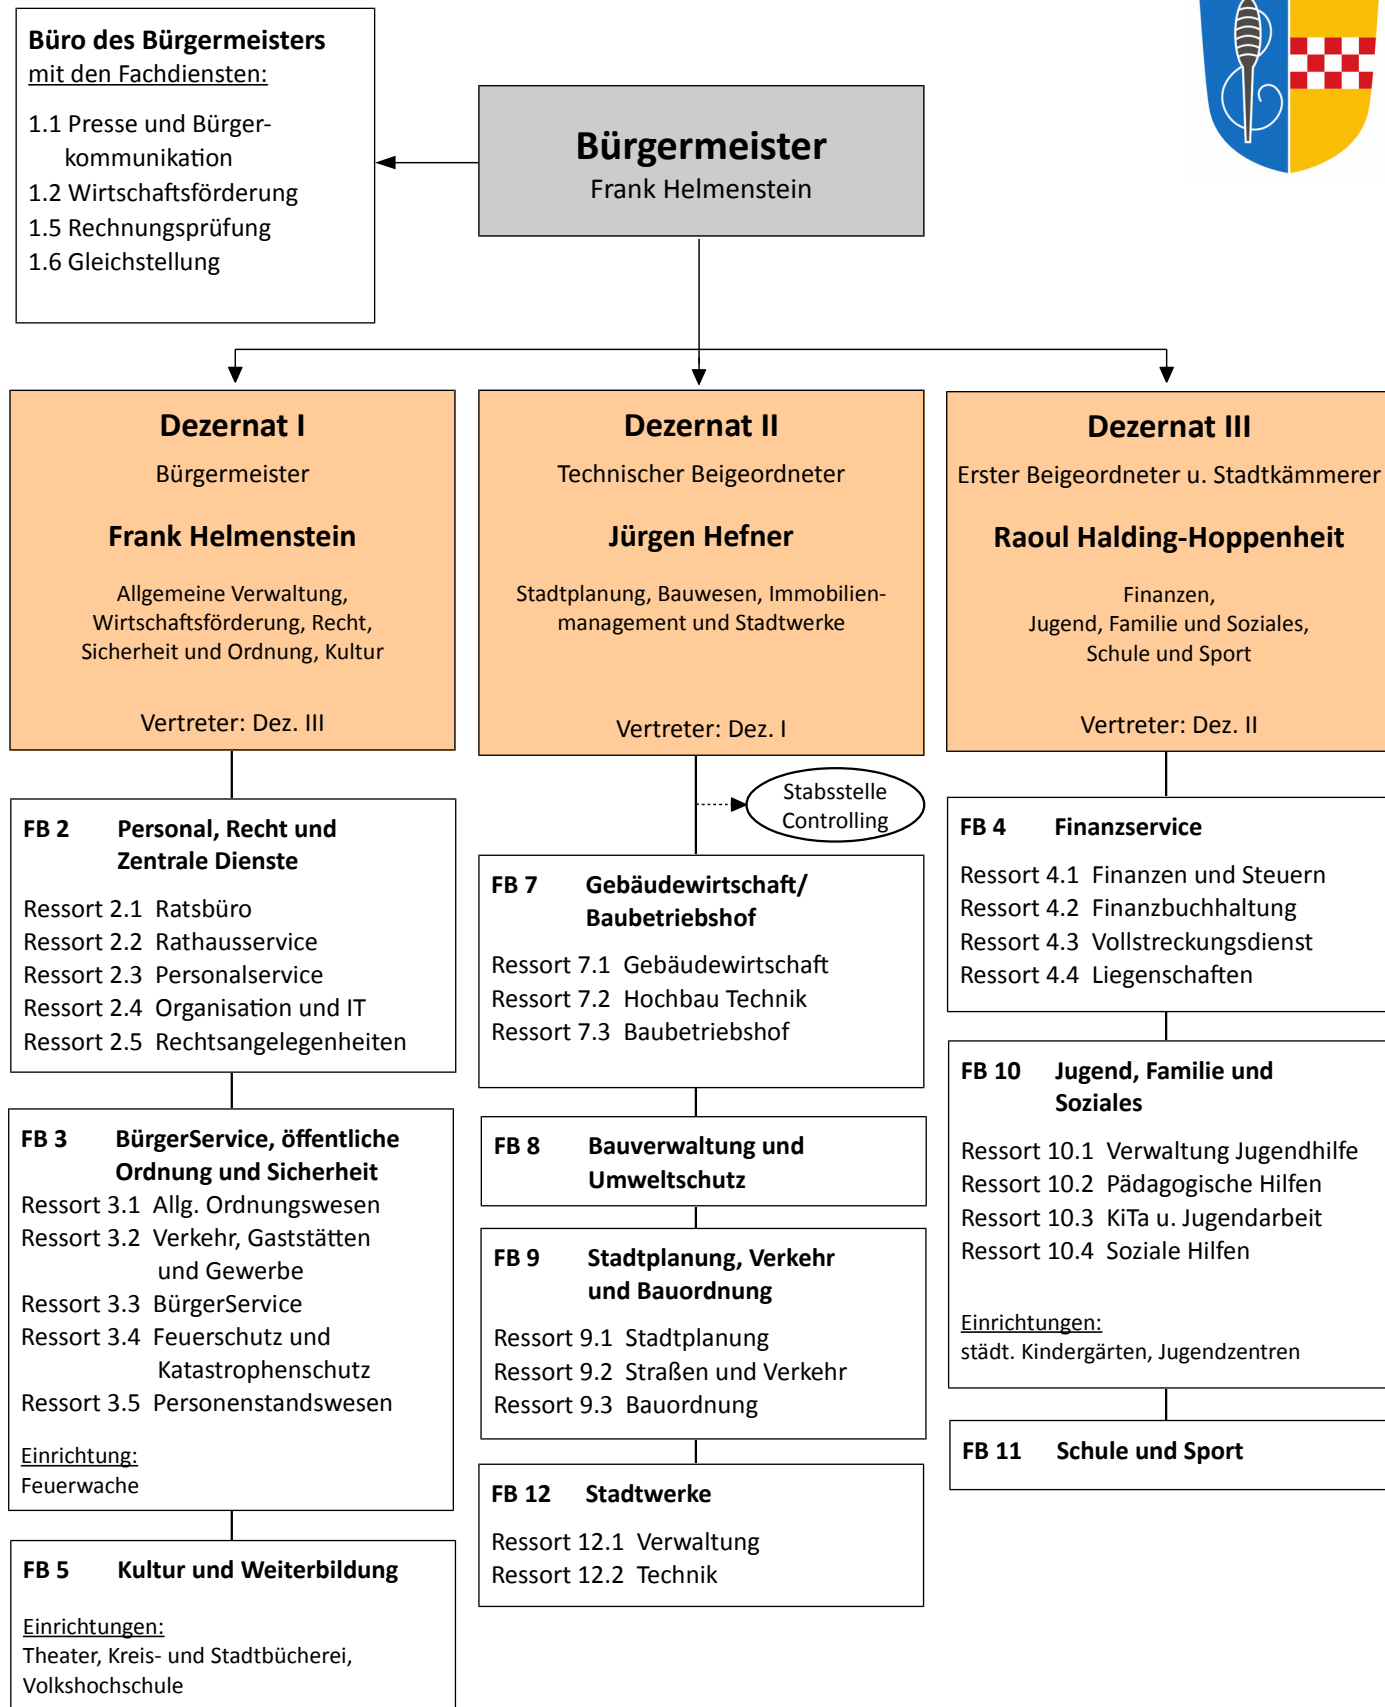 Büro des Bürgermeisters
mit den Fachdiensten:
1.1 Presse und Bürger-
kommunikation
1.2 Wirtschaftsförderung
1.5 Rechnungsprüfung
1.6 Gleichstellung
Bürgermeister
Frank Helmenstein
Dezernat I
Bürgermeister
Frank Helmenstein
Allgemeine Verwaltung,
Wirtschaftsförderung, Recht,
Sicherheit und Ordnung, Kultur
Vertreter: Dez. III
FB 2 Personal, Recht und
Zentrale Dienste
Ressort 2.1 Ratsbüro
Ressort 2.2 Rathausservice
Ressort 2.3 Personalservice
Ressort 2.4 Organisation und IT
Ressort 2.5 Rechtsangelegenheiten
FB 3 BürgerService, öffentliche
Ordnung und Sicherheit
Ressort 3.1 Allg. Ordnungswesen
Ressort 3.2 Verkehr, Gaststätten
und Gewerbe
Ressort 3.3 BürgerService
Ressort 3.4 Feuerschutz und
Katastrophenschutz
Ressort 3.5 Personenstandswesen
Einrichtung:
Feuerwache
FB 5 Kultur und Weiterbildung
Einrichtungen:
Theater, Kreis- und Stadtbücherei,
Volkshochschule
Dezernat II
Technischer Beigeordneter
Jürgen Hefner
Stadtplanung, Bauwesen, Immobilien-
management und Stadtwerke
Vertreter: Dez. I
Stabsstelle
Controlling
FB 7 Gebäudewirtschaft/
Baubetriebshof
Ressort 7.1 Gebäudewirtschaft
Ressort 7.2 Hochbau Technik
Ressort 7.3 Baubetriebshof
FB 8 Bauverwaltung und
Umweltschutz
FB 9 Stadtplanung, Verkehr
und Bauordnung
Ressort 9.1 Stadtplanung
Ressort 9.2 Straßen und Verkehr
Ressort 9.3 Bauordnung
FB 12 Stadtwerke
Ressort 12.1 Verwaltung
Ressort 12.2 Technik
Dezernat III
Erster Beigeordneter u. Stadtkämmerer
Raoul Halding-Hoppenheit
Finanzen,
Jugend, Familie und Soziales,
Schule und Sport
Vertreter: Dez. II
FB 4 Finanzservice
Ressort 4.1 Finanzen und Steuern
Ressort 4.2 Finanzbuchhaltung
Ressort 4.3 Vollstreckungsdienst
Ressort 4.4 Liegenschaften
FB 10 Jugend, Familie und
Soziales
Ressort 10.1 Verwaltung Jugendhilfe
Ressort 10.2 Pädagogische Hilfen
Ressort 10.3 KiTa u. Jugendarbeit
Ressort 10.4 Soziale Hilfen
Einrichtungen:
städt. Kindergärten, Jugendzentren
FB 11 Schule und Sport